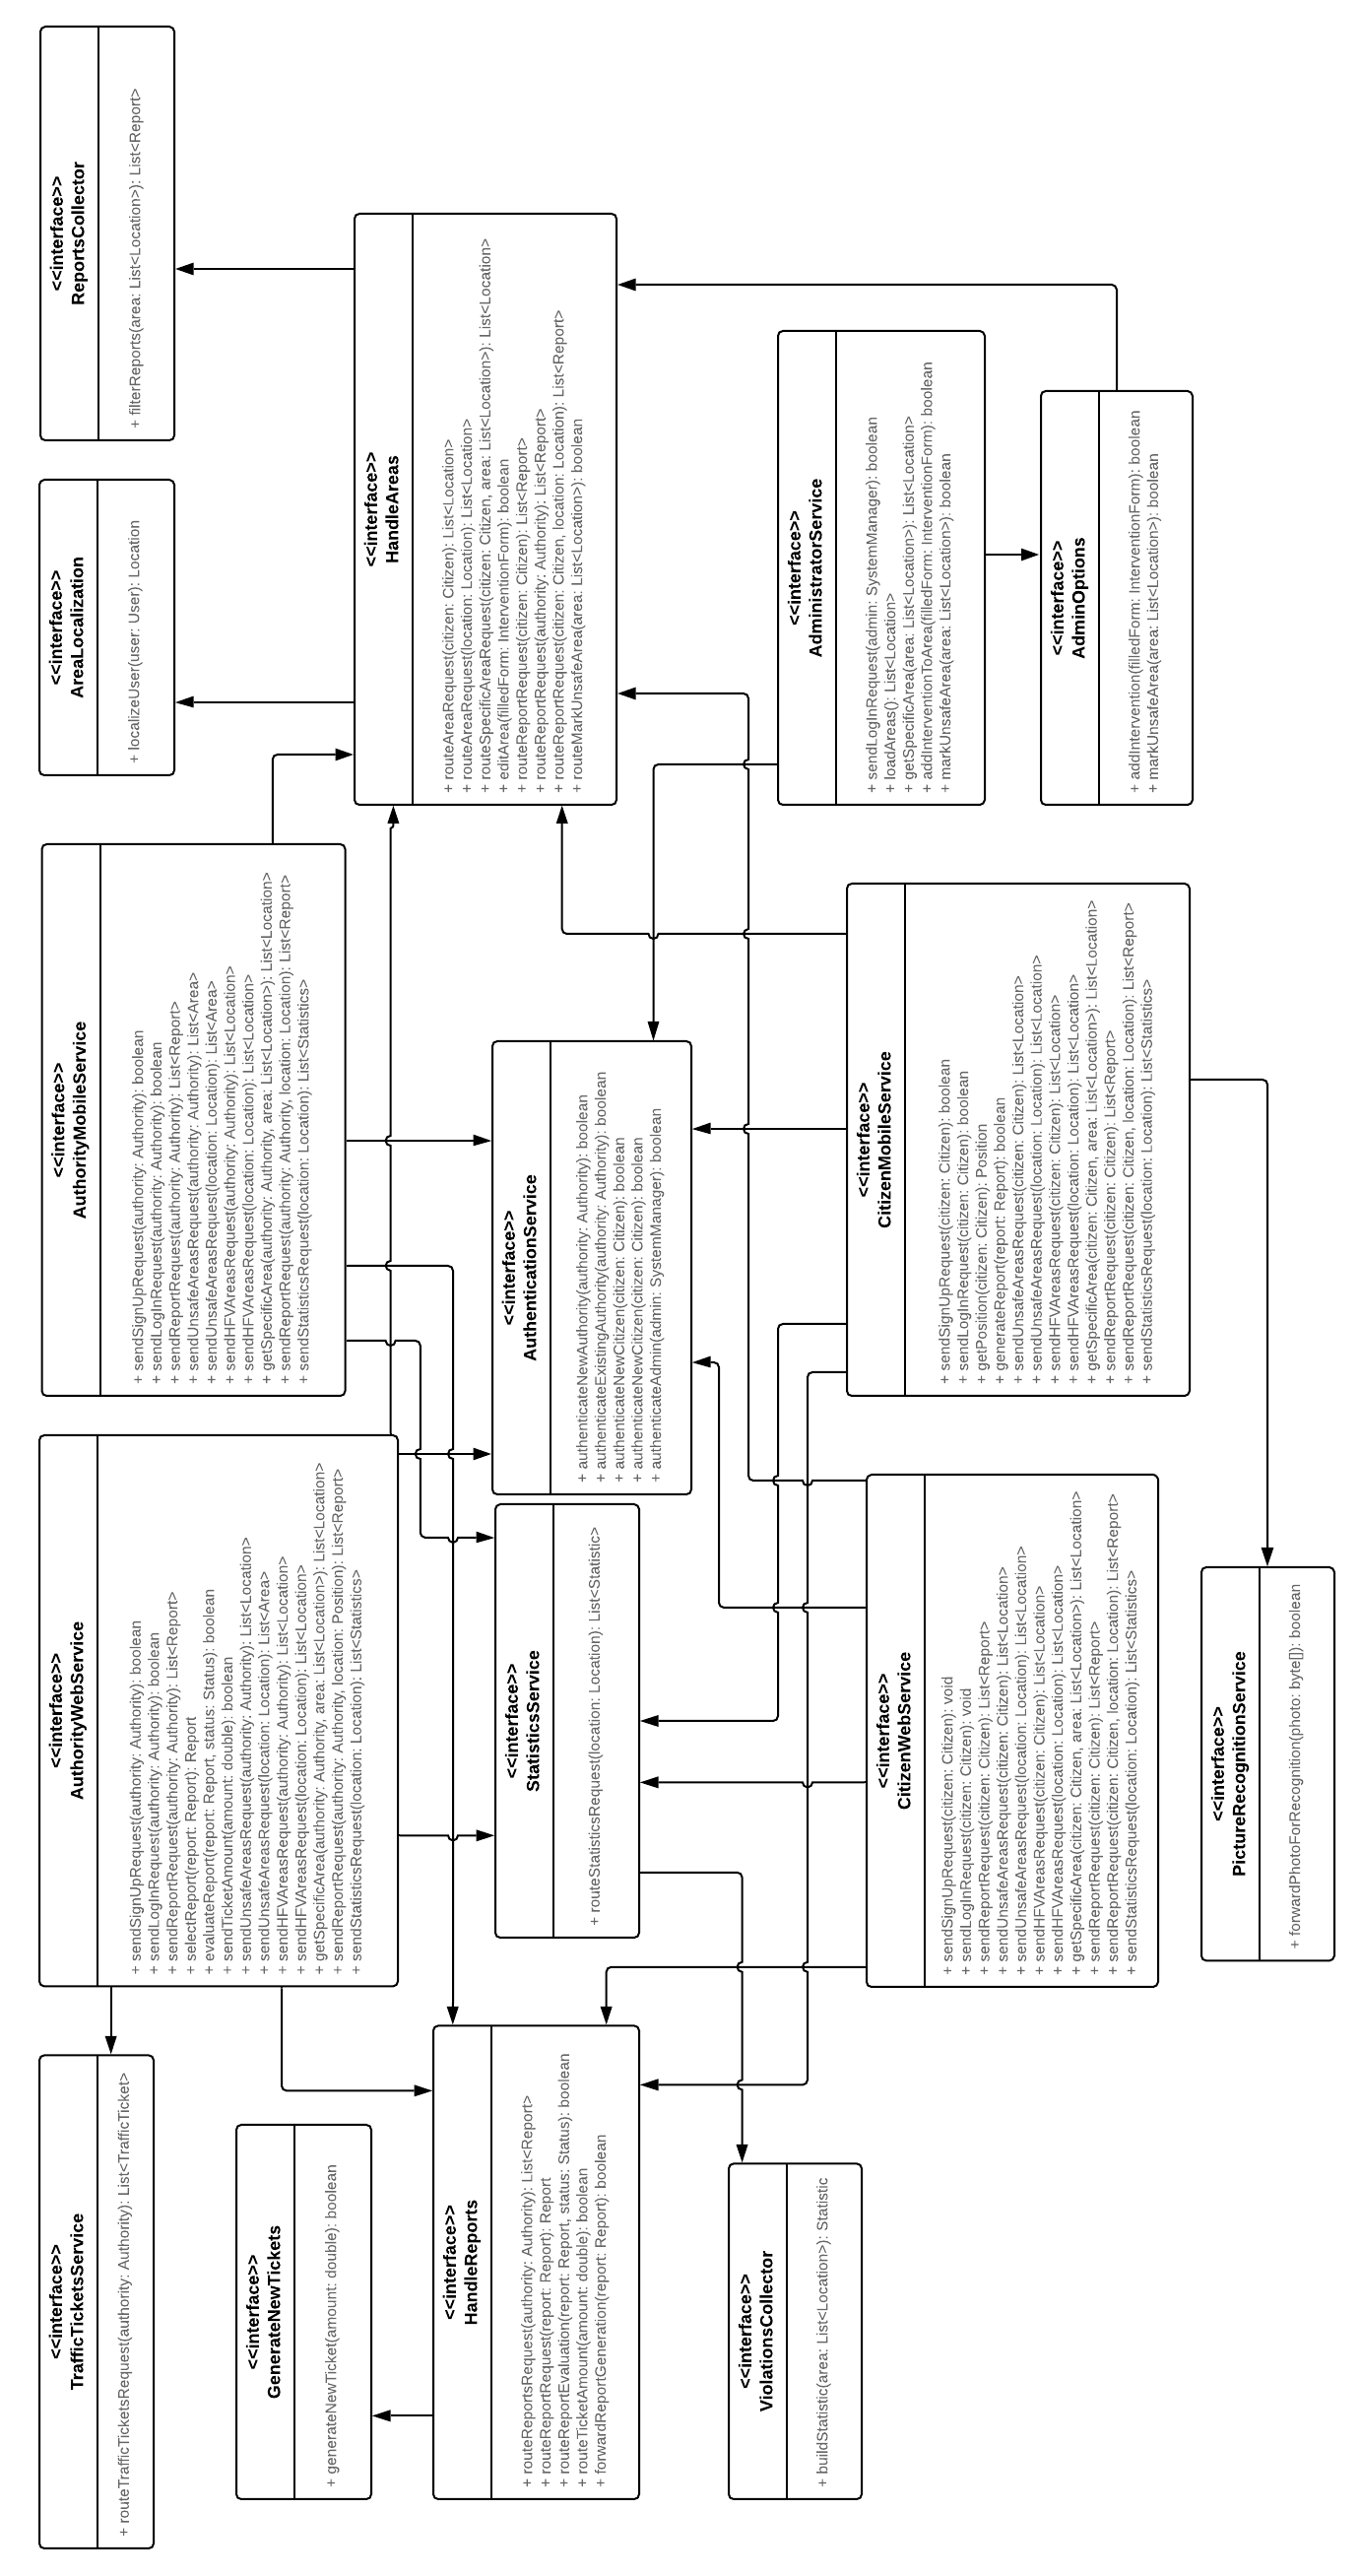 <<interface>>
TrafficTicketsService
+ routeTrafficTicketsRequest(authority: Authority): List<TrafficTicket>
<<interface>>
AuthorityWebService
+ sendSignUpRequest(authority: Authority): boolean
+ sendLogInRequest(authority: Authority): boolean
+ sendReportRequest(authority: Authority): List<Report>
+ selectReport(report: Report): Report
+ evaluateReport(report: Report, status: Status): boolean
+ sendTicketAmount(amount: double): boolean
+ sendUnsafeAreasRequest(authority: Authority): List<Location>
+ sendUnsafeAreasRequest(location: Location): List<Area>
+ sendHFVAreasRequest(authority: Authority): List<Location>
+ sendHFVAreasRequest(location: Location): List<Location>
+ getSpecificArea(authority: Authority, area: List<Location>): List<Location>
+ sendReportRequest(authority: Authority, location: Position): List<Report>
+ sendStatisticsRequest(location: Location): List<Statistics>
<<interface>>
AuthorityMobileService
+ sendSignUpRequest(authority: Authority): boolean
+ sendLogInRequest(authority: Authority): boolean
+ sendReportRequest(authority: Authority): List<Report>
+ sendUnsafeAreasRequest(authority: Authority): List<Area>
+ sendUnsafeAreasRequest(location: Location): List<Area>
+ sendHFVAreasRequest(authority: Authority): List<Location>
+ sendHFVAreasRequest(location: Location): List<Location>
+ getSpecificArea(authority: Authority, area: List<Location>): List<Location>
+ sendReportRequest(authority: Authority, location: Location): List<Report>
+ sendStatisticsRequest(location: Location): List<Statistics>
<<interface>>
AreaLocalization
+ localizeUser(user: User): Location
<<interface>>
ReportsCollector
+ filterReports(area: List<Location>): List<Report>
<<interface>>
GenerateNewTickets
+ generateNewTicket(amount: double): boolean
<<interface>>
HandleReports
+ routeReportsRequest(authority: Authority): List<Report>
+ routeReportRequest(report: Report): Report
+ routeReportEvaluation(report: Report, status: Status): boolean
+ routeTicketAmount(amount: double): boolean
+ forwardReportGeneration(report: Report): boolean
<<interface>>
StatisticsService
+ routeStatisticsRequest(location: Location): List<Statistic>
<<interface>>
AuthenticationService
+ authenticateNewAuthority(authority: Authority): boolean
+ authenticateExistingAuthority(authority: Authority): boolean
+ authenticateNewCitizen(citizen: Citizen): boolean
+ authenticateNewCitizen(citizen: Citizen): boolean
+ authenticateAdmin(admin: SystemManager): boolean
<<interface>>
HandleAreas
+ routeAreaRequest(citizen: Citizen): List<Location>
+ routeAreaRequest(location: Location): List<Location>
+ routeSpecificAreaRequest(citizen: Citizen, area: List<Location>): List<Location>
+ editArea(filledForm: InterventionForm): boolean
+ routeReportRequest(citizen: Citizen): List<Report>
+ routeReportRequest(authority: Authority): List<Report>
+ routeReportRequest(citizen: Citizen, location: Location): List<Report>
+ routeMarkUnsafeArea(area: List<Location>): boolean
<<interface>>
ViolationsCollector
+ buildStatistic(area: List<Location>): Statistic
<<interface>>
CitizenWebService
+ sendSignUpRequest(citizen: Citizen): void
+ sendLogInRequest(citizen: Citizen): void
+ sendReportRequest(citizen: Citizen): List<Report>
+ sendUnsafeAreasRequest(citizen: Citizen): List<Location>
+ sendUnsafeAreasRequest(location: Location): List<Location>
+ sendHFVAreasRequest(citizen: Citizen): List<Location>
+ sendHFVAreasRequest(location: Location): List<Location>
+ getSpecificArea(citizen: Citizen, area: List<Location>): List<Location>
+ sendReportRequest(citizen: Citizen): List<Report>
+ sendReportRequest(citizen: Citizen, location: Location): List<Report>
+ sendStatisticsRequest(location: Location): List<Statistics>
<<interface>>
CitizenMobileService
+ sendSignUpRequest(citizen: Citizen): boolean
+ sendLogInRequest(citizen: Citizen): boolean
+ getPosition(citizen: Citizen): Position
+ generateReport(report: Report): boolean
+ sendUnsafeAreasRequest(citizen: Citizen): List<Location>
+ sendUnsafeAreasRequest(location: Location): List<Location>
+ sendHFVAreasRequest(citizen: Citizen): List<Location>
+ sendHFVAreasRequest(location: Location): List<Location>
+ getSpecificArea(citizen: Citizen, area: List<Location>): List<Location>
+ sendReportRequest(citizen: Citizen): List<Report>
+ sendReportRequest(citizen: Citizen, location: Location): List<Report>
+ sendStatisticsRequest(location: Location): List<Statistics>
<<interface>>
AdministratorService
+ sendLogInRequest(admin: SystemManager): boolean
+ loadAreas(): List<Location>
+ getSpecificArea(area: List<Location>): List<Location>
+ addInterventionToArea(filledForm: InterventionForm): boolean
+ markUnsafeArea(area: List<Location>): boolean
<<interface>>
AdminOptions
+ addIntervention(filledForm: InterventionForm): boolean
+ markUnsafeArea(area: List<Location>): boolean
<<interface>>
PictureRecognitionService
+ forwardPhotoForRecognition(photo: byte[]): boolean